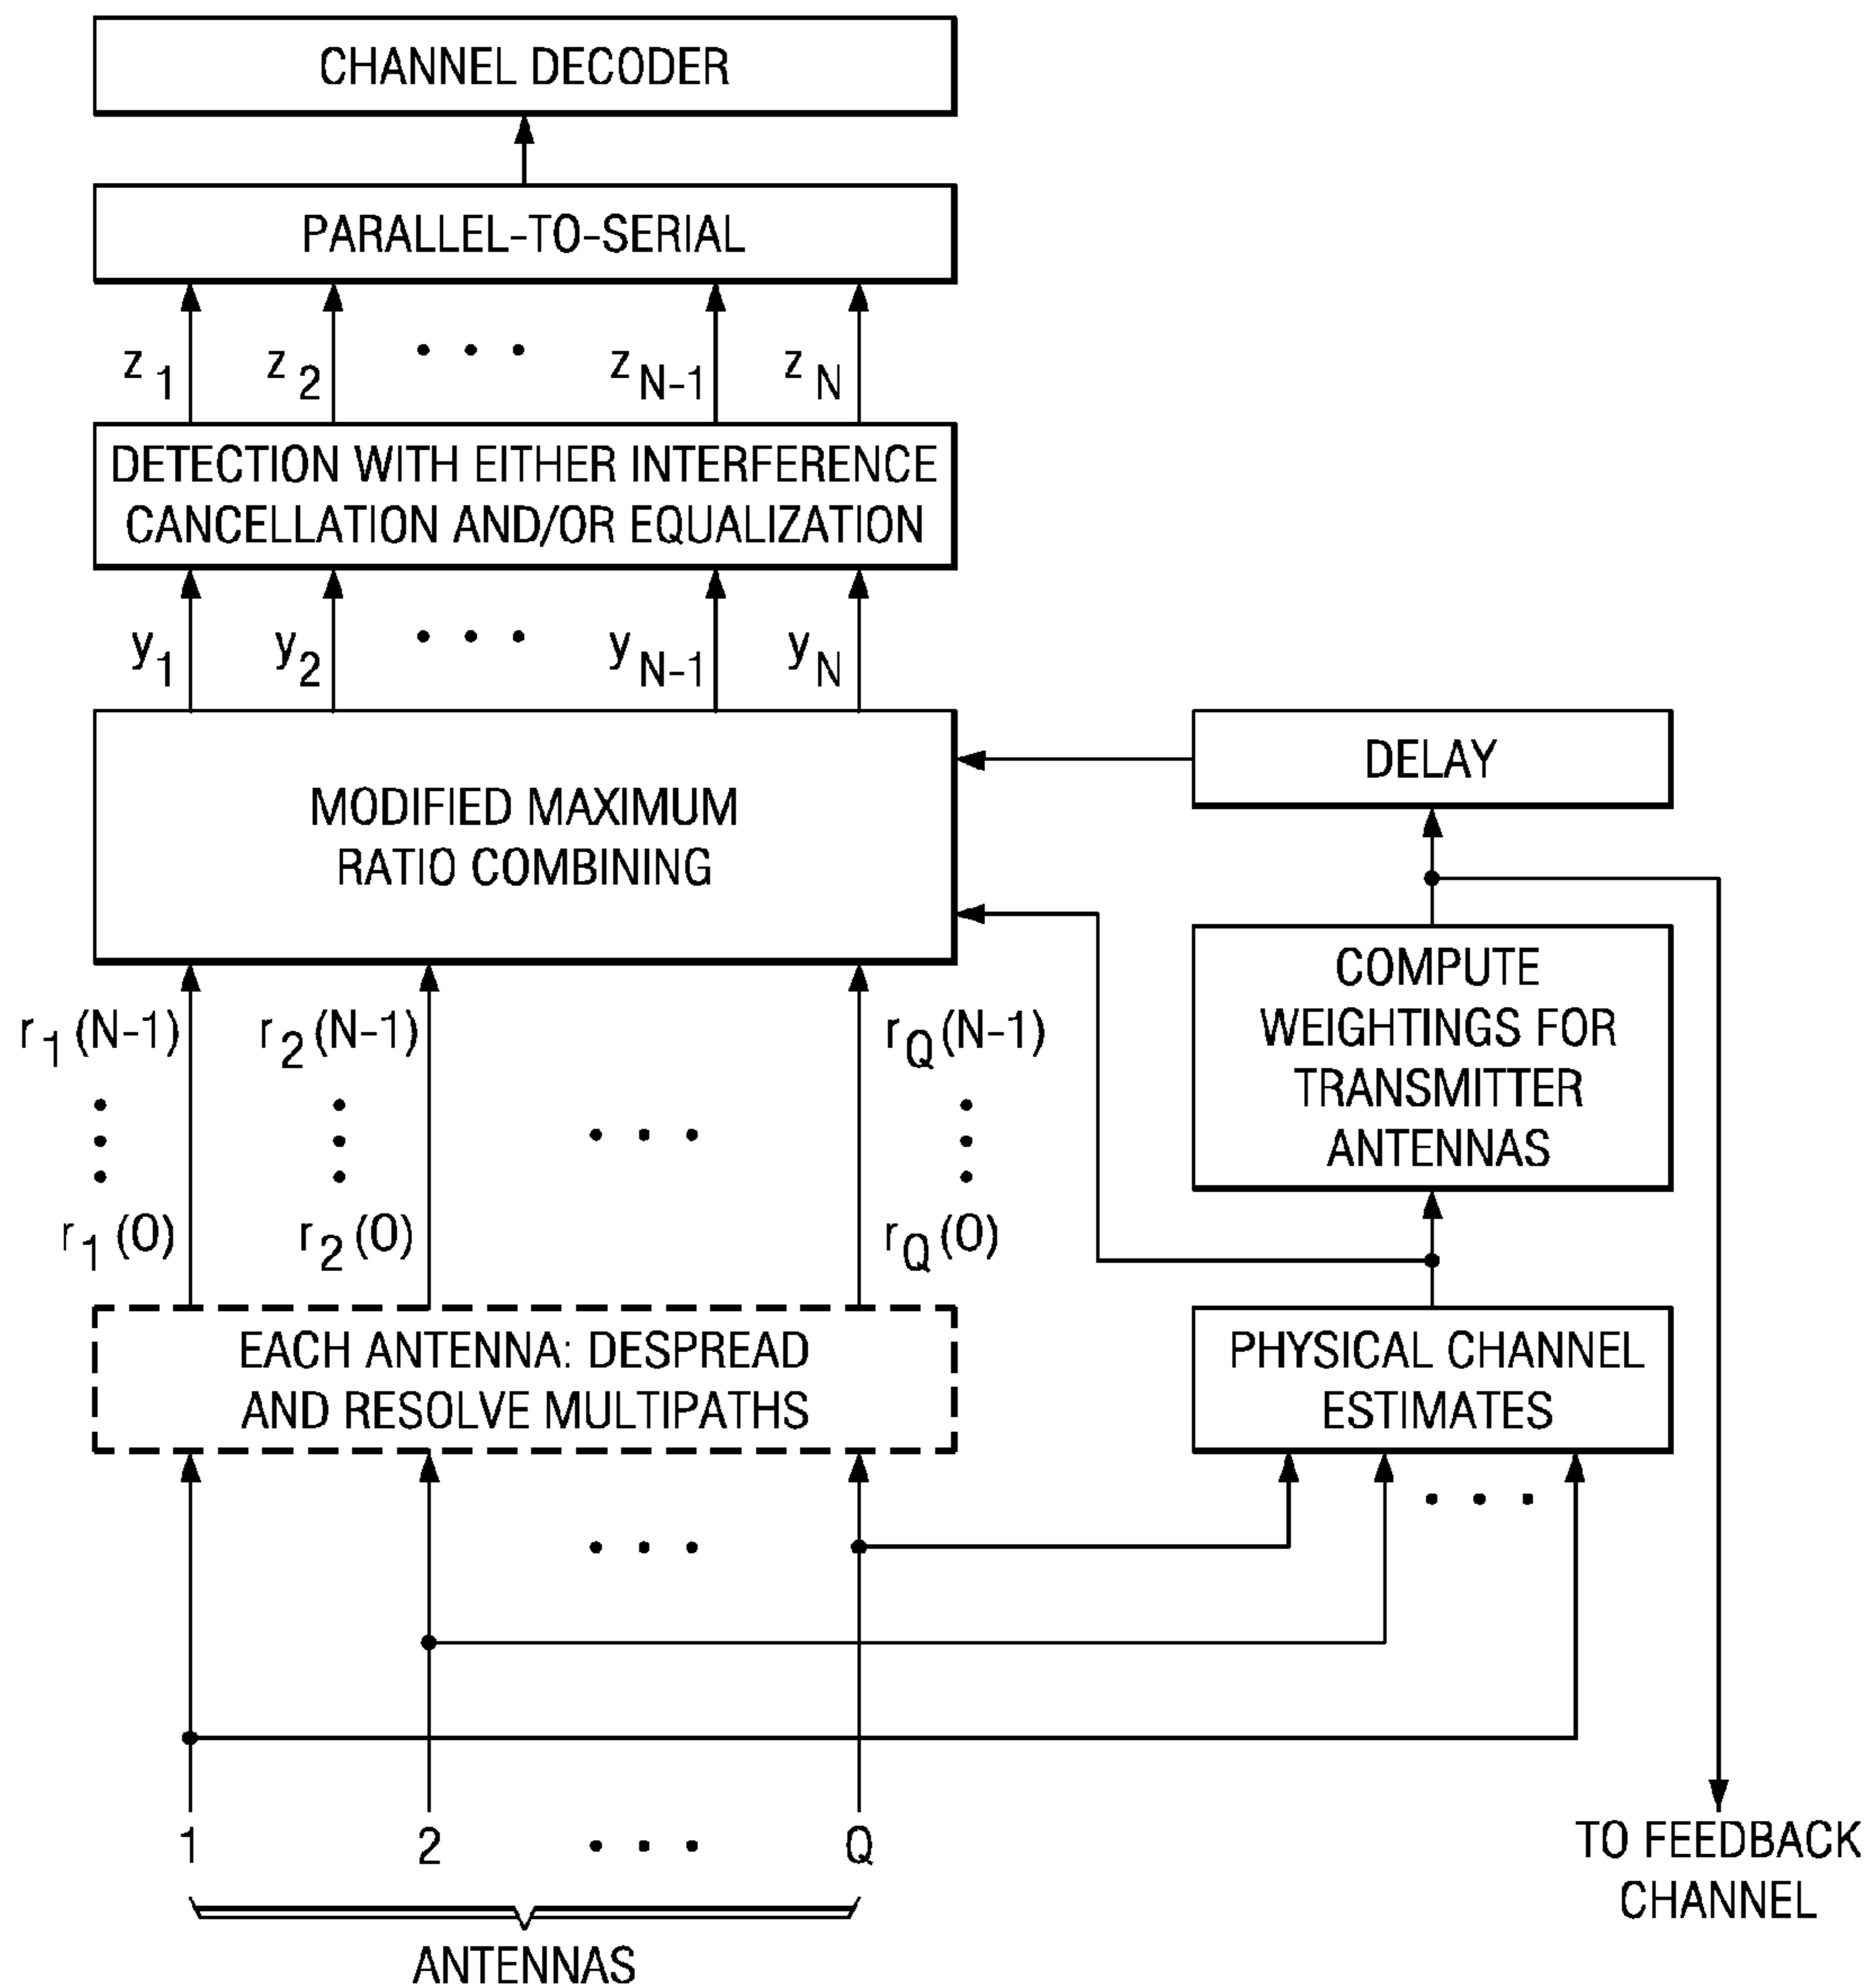 CHANNEL DECODER
PARALLEL-TO-SERIAL
z1 z2 zN-1 zN
DETECTION WITH EITHER INTERFERENCE
CANCELLATION AND/OR EQUALIZATION
y1 y2 yN-1 yN
MODIFIED MAXIMUM
RATIO COMBINING
DELAY
COMPUTE
WEIGHTINGS FOR
TRANSMITTER
ANTENNAS
r1(N-1) r2(N-1) rQ(N-1)
r1(0) r2(0) rQ(0)
EACH ANTENNA: DESPREAD
AND RESOLVE MULTIPATHS
PHYSICAL CHANNEL
ESTIMATES
1 2 Q
ANTENNAS
TO FEEDBACK
CHANNEL